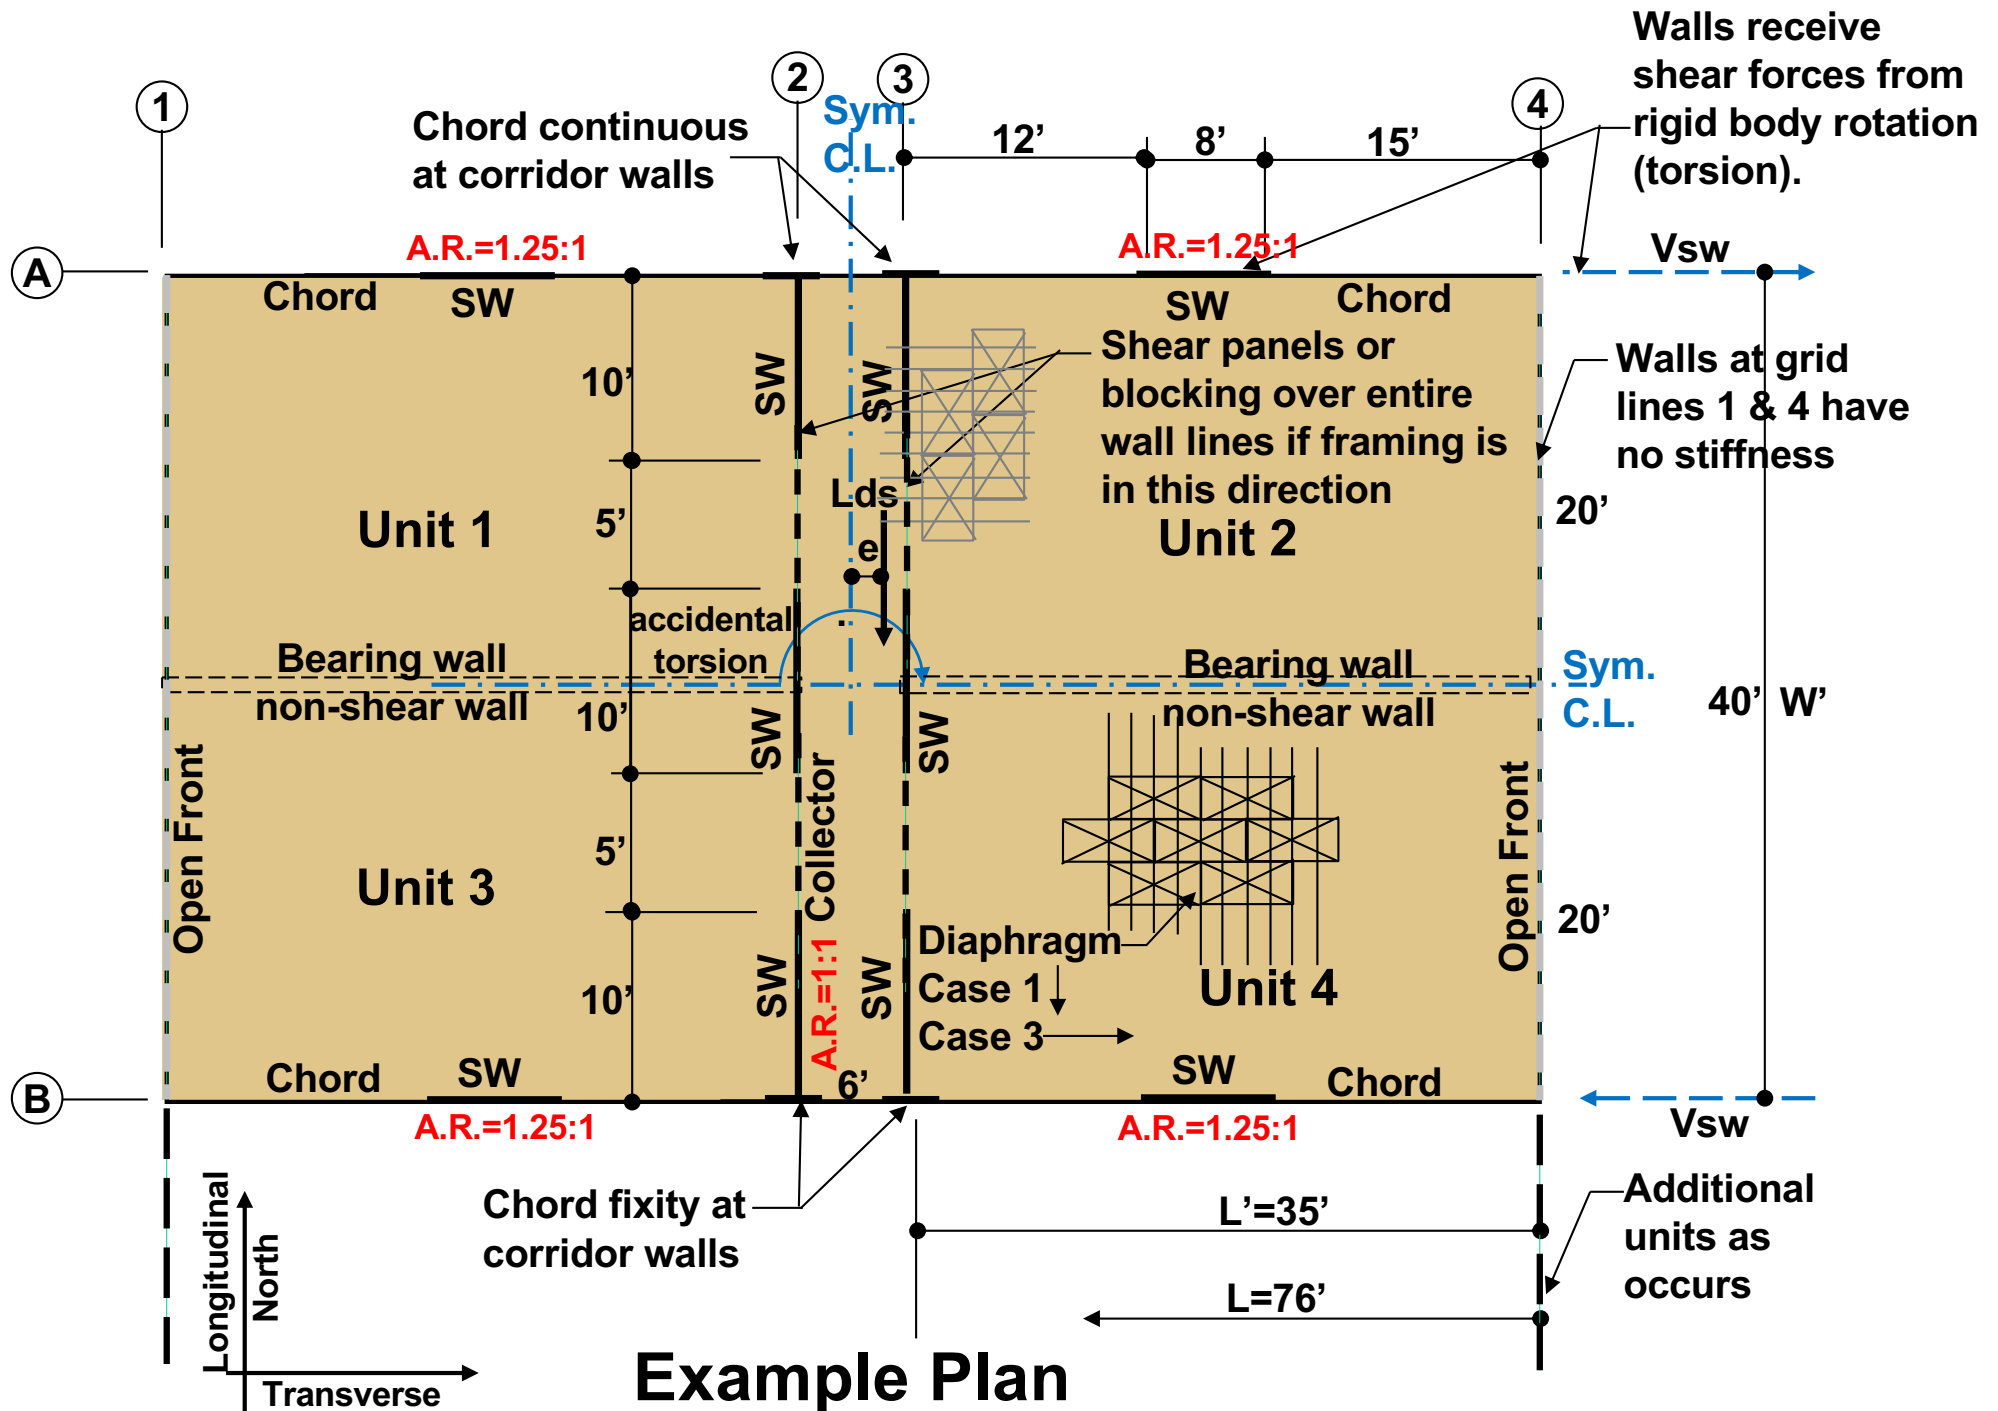 Walls receive
shear forces from
rigid body rotation
(torsion).
1
2
3
4
Sym.
C.L.
Chord continuous
at corridor walls
12’
8’
15’
A
A.R.=1.25:1
A.R.=1.25:1
Vsw
Chord
SW
SW
Chord
10’
SW
SW
Shear panels or
blocking over entire
wall lines if framing is
in this direction
Walls at grid
lines 1 & 4 have
no stiffness
Lds
5’
Unit 1
e
Unit 2
20’
accidental
torsion
Bearing wall
non-shear wall
Bearing wall
non-shear wall
Sym.
C.L.
10’
40’ W’
SW
SW
Open Front
Collector
Open Front
5’
Unit 3
20’
Diaphragm
Case 1
Case 3
Unit 4
10’
SW
A.R.=1:1
SW
B
Chord
SW
6’
SW
Chord
A.R.=1.25:1
A.R.=1.25:1
Vsw
Longitudinal
North
Transverse
Chord fixity at
corridor walls
L’=35’
L=76’
Additional
units as
occurs
Example Plan